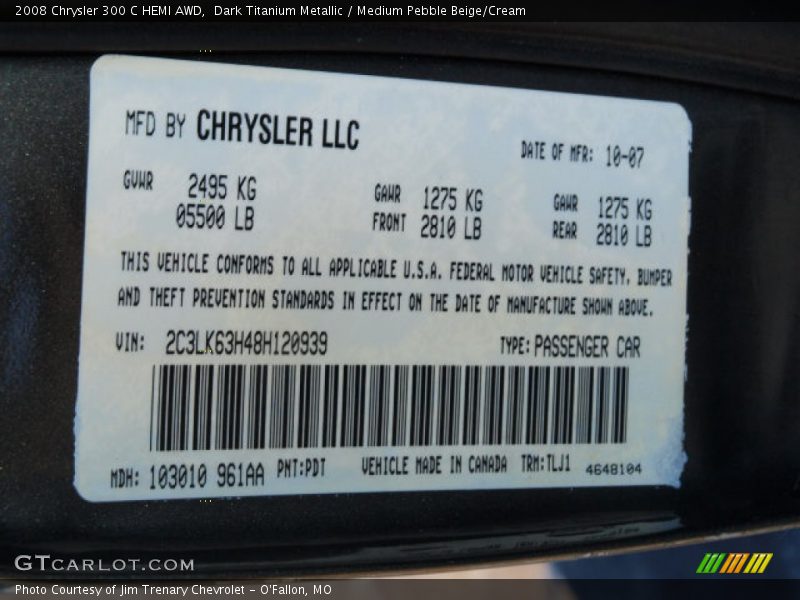 2008 Chrysler 300 C HEMI AWD,  Dark Titanium Metallic / Medium Pebble Beige/Cream
MFD BY CHRYSLER LLC
DATE OF MFR: 10-07
GVWR 2495 KG
05500 LB
GAWR 1275 KG
FRONT 2810 LB
GAWR 1275 KG
REAR 2810 LB
THIS VEHICLE CONFORMS TO ALL APPLICABLE U.S.A. FEDERAL MOTOR VEHICLE SAFETY, BUMPER
AND THEFT PREVENTION STANDARDS IN EFFECT ON THE DATE OF MANUFACTURE SHOWN ABOVE.
VIN: 2C3LK63H48H120939 TYPE: PASSENGER CAR
MDH: 103010 961AA PNT:PDT VEHICLE MADE IN CANADA TRM:TLJ1 4648104
GTCARLOT.COM
Photo Courtesy of Jim Trenary Chevrolet - O'Fallon, MO